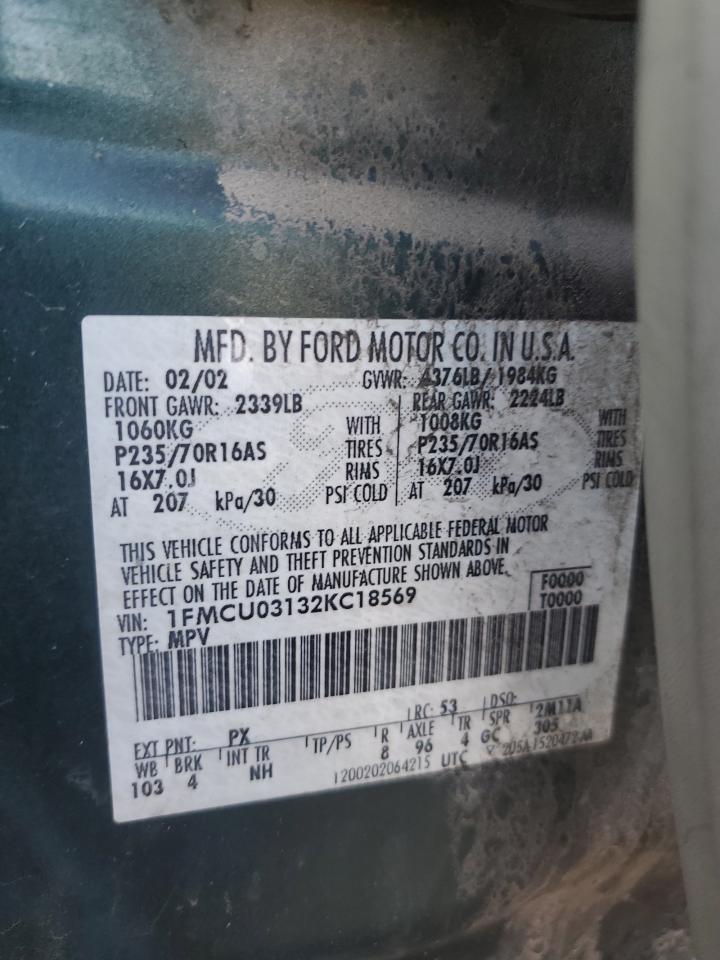 MFD. BY FORD MOTOR CO. IN U.S.A.
DATE: 02/02 GVWR: 4376LB/ 1984KG
FRONT GAWR: 2339LB REAR GAWR: 2224LB
1060KG WITH 1008KG WITH
P235/70R16AS TIRES P235/70R16AS TIRES
16X7.0J RIMS 16X7.0J RIMS
AT 207 kPa/30 PSI COLD AT 207 kPa/30 PSI COLD
THIS VEHICLE CONFORMS TO ALL APPLICABLE FEDERAL MOTOR
VEHICLE SAFETY AND THEFT PREVENTION STANDARDS IN
EFFECT ON THE DATE OF MANUFACTURE SHOWN ABOVE.
VIN: 1FMCU03132KC18569 F0000
TYPE: MPV T0000
EXT PNT: PX RC: 53 DSO: 2M11A
WB BRK INT TR TP/PS R AXLE TR SPR 305
103 4 NH 8 96 4 GC
1200202064215 UTC